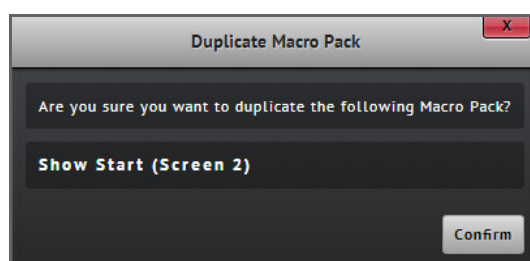 Duplicate Macro Pack
X
Are you sure you want to duplicate the following Macro Pack?
Show Start (Screen 2)
Confirm